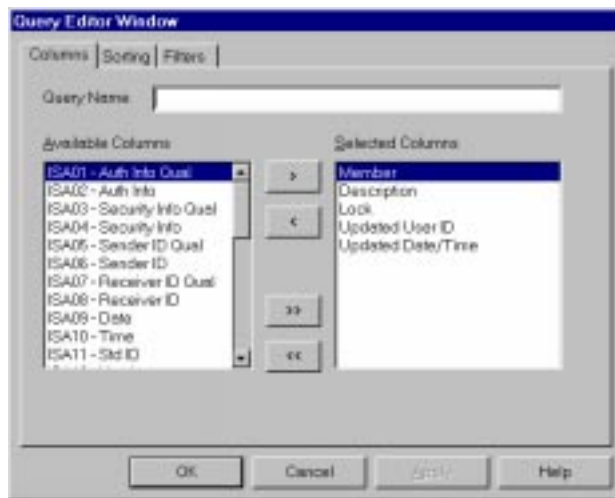 Query Editor Window
Columns Sorting Filters
Query Name
Available Columns
Selected Columns
ISA01 - Auth Info Qual
ISA02 - Auth Info
ISA03 - Security Info Qual
ISA04 - Security Info
ISA05 - Sender ID Qual
ISA06 - Sender ID
ISA07 - Receiver ID Qual
ISA08 - Receiver ID
ISA09 - Date
ISA10 - Time
ISA11 - Std ID
>
<
>>
<<
Member
Description
Lock
Updated User ID
Updated Date/Time
OK Cancel Apply Help